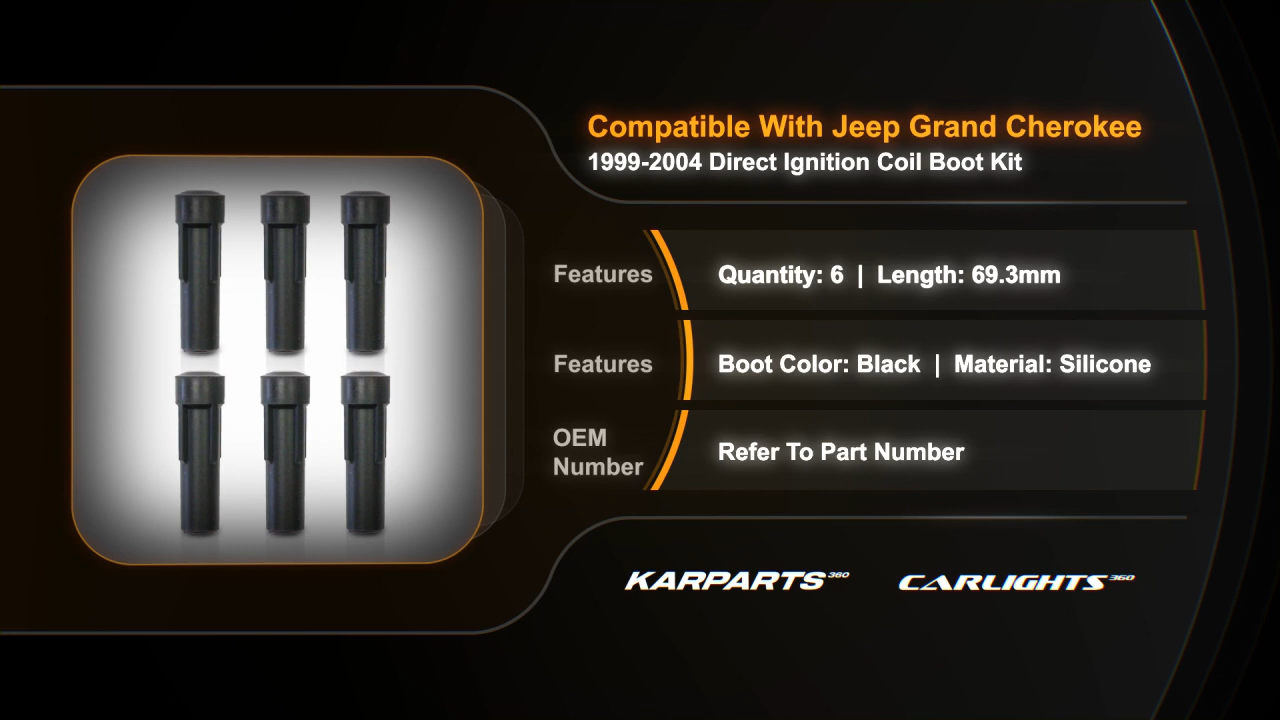 Compatible With Jeep Grand Cherokee
1999-2004 Direct Ignition Coil Boot Kit
Features
Quantity: 6 | Length: 69.3mm
Features
Boot Color: Black | Material: Silicone
OEM
Number
Refer To Part Number
KARPARTS360 CARLIGHTS360